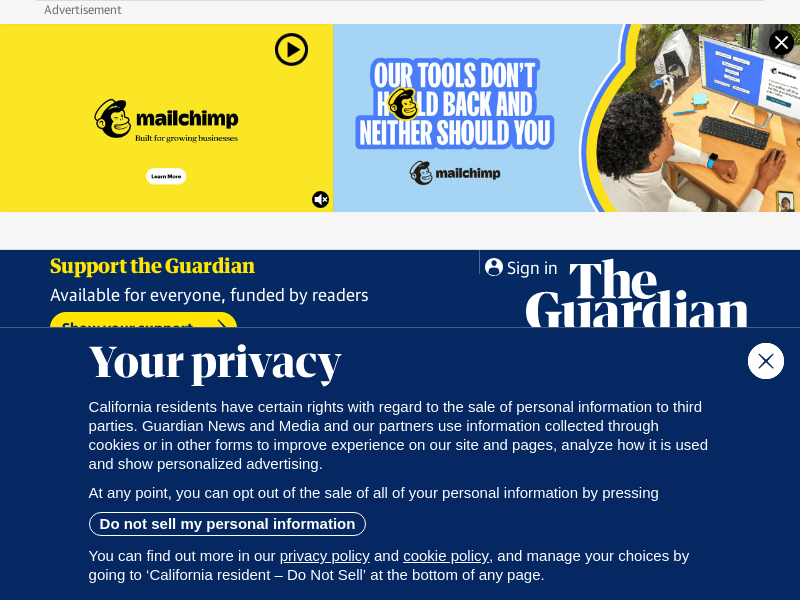 Advertisement
mailchimp
Built for growing businesses
Learn More
OUR TOOLS DON'T
HOLD BACK AND
NEITHER SHOULD YOU
mailchimp
Support the Guardian
Available for everyone, funded by readers
Show your support
Sign in
The
Guardian
Your privacy
California residents have certain rights with regard to the sale of personal information to third
parties. Guardian News and Media and our partners use information collected through
cookies or in other forms to improve experience on our site and pages, analyze how it is used
and show personalized advertising.
At any point, you can opt out of the sale of all of your personal information by pressing
Do not sell my personal information
You can find out more in our privacy policy and cookie policy, and manage your choices by
going to ‘California resident – Do Not Sell’ at the bottom of any page.